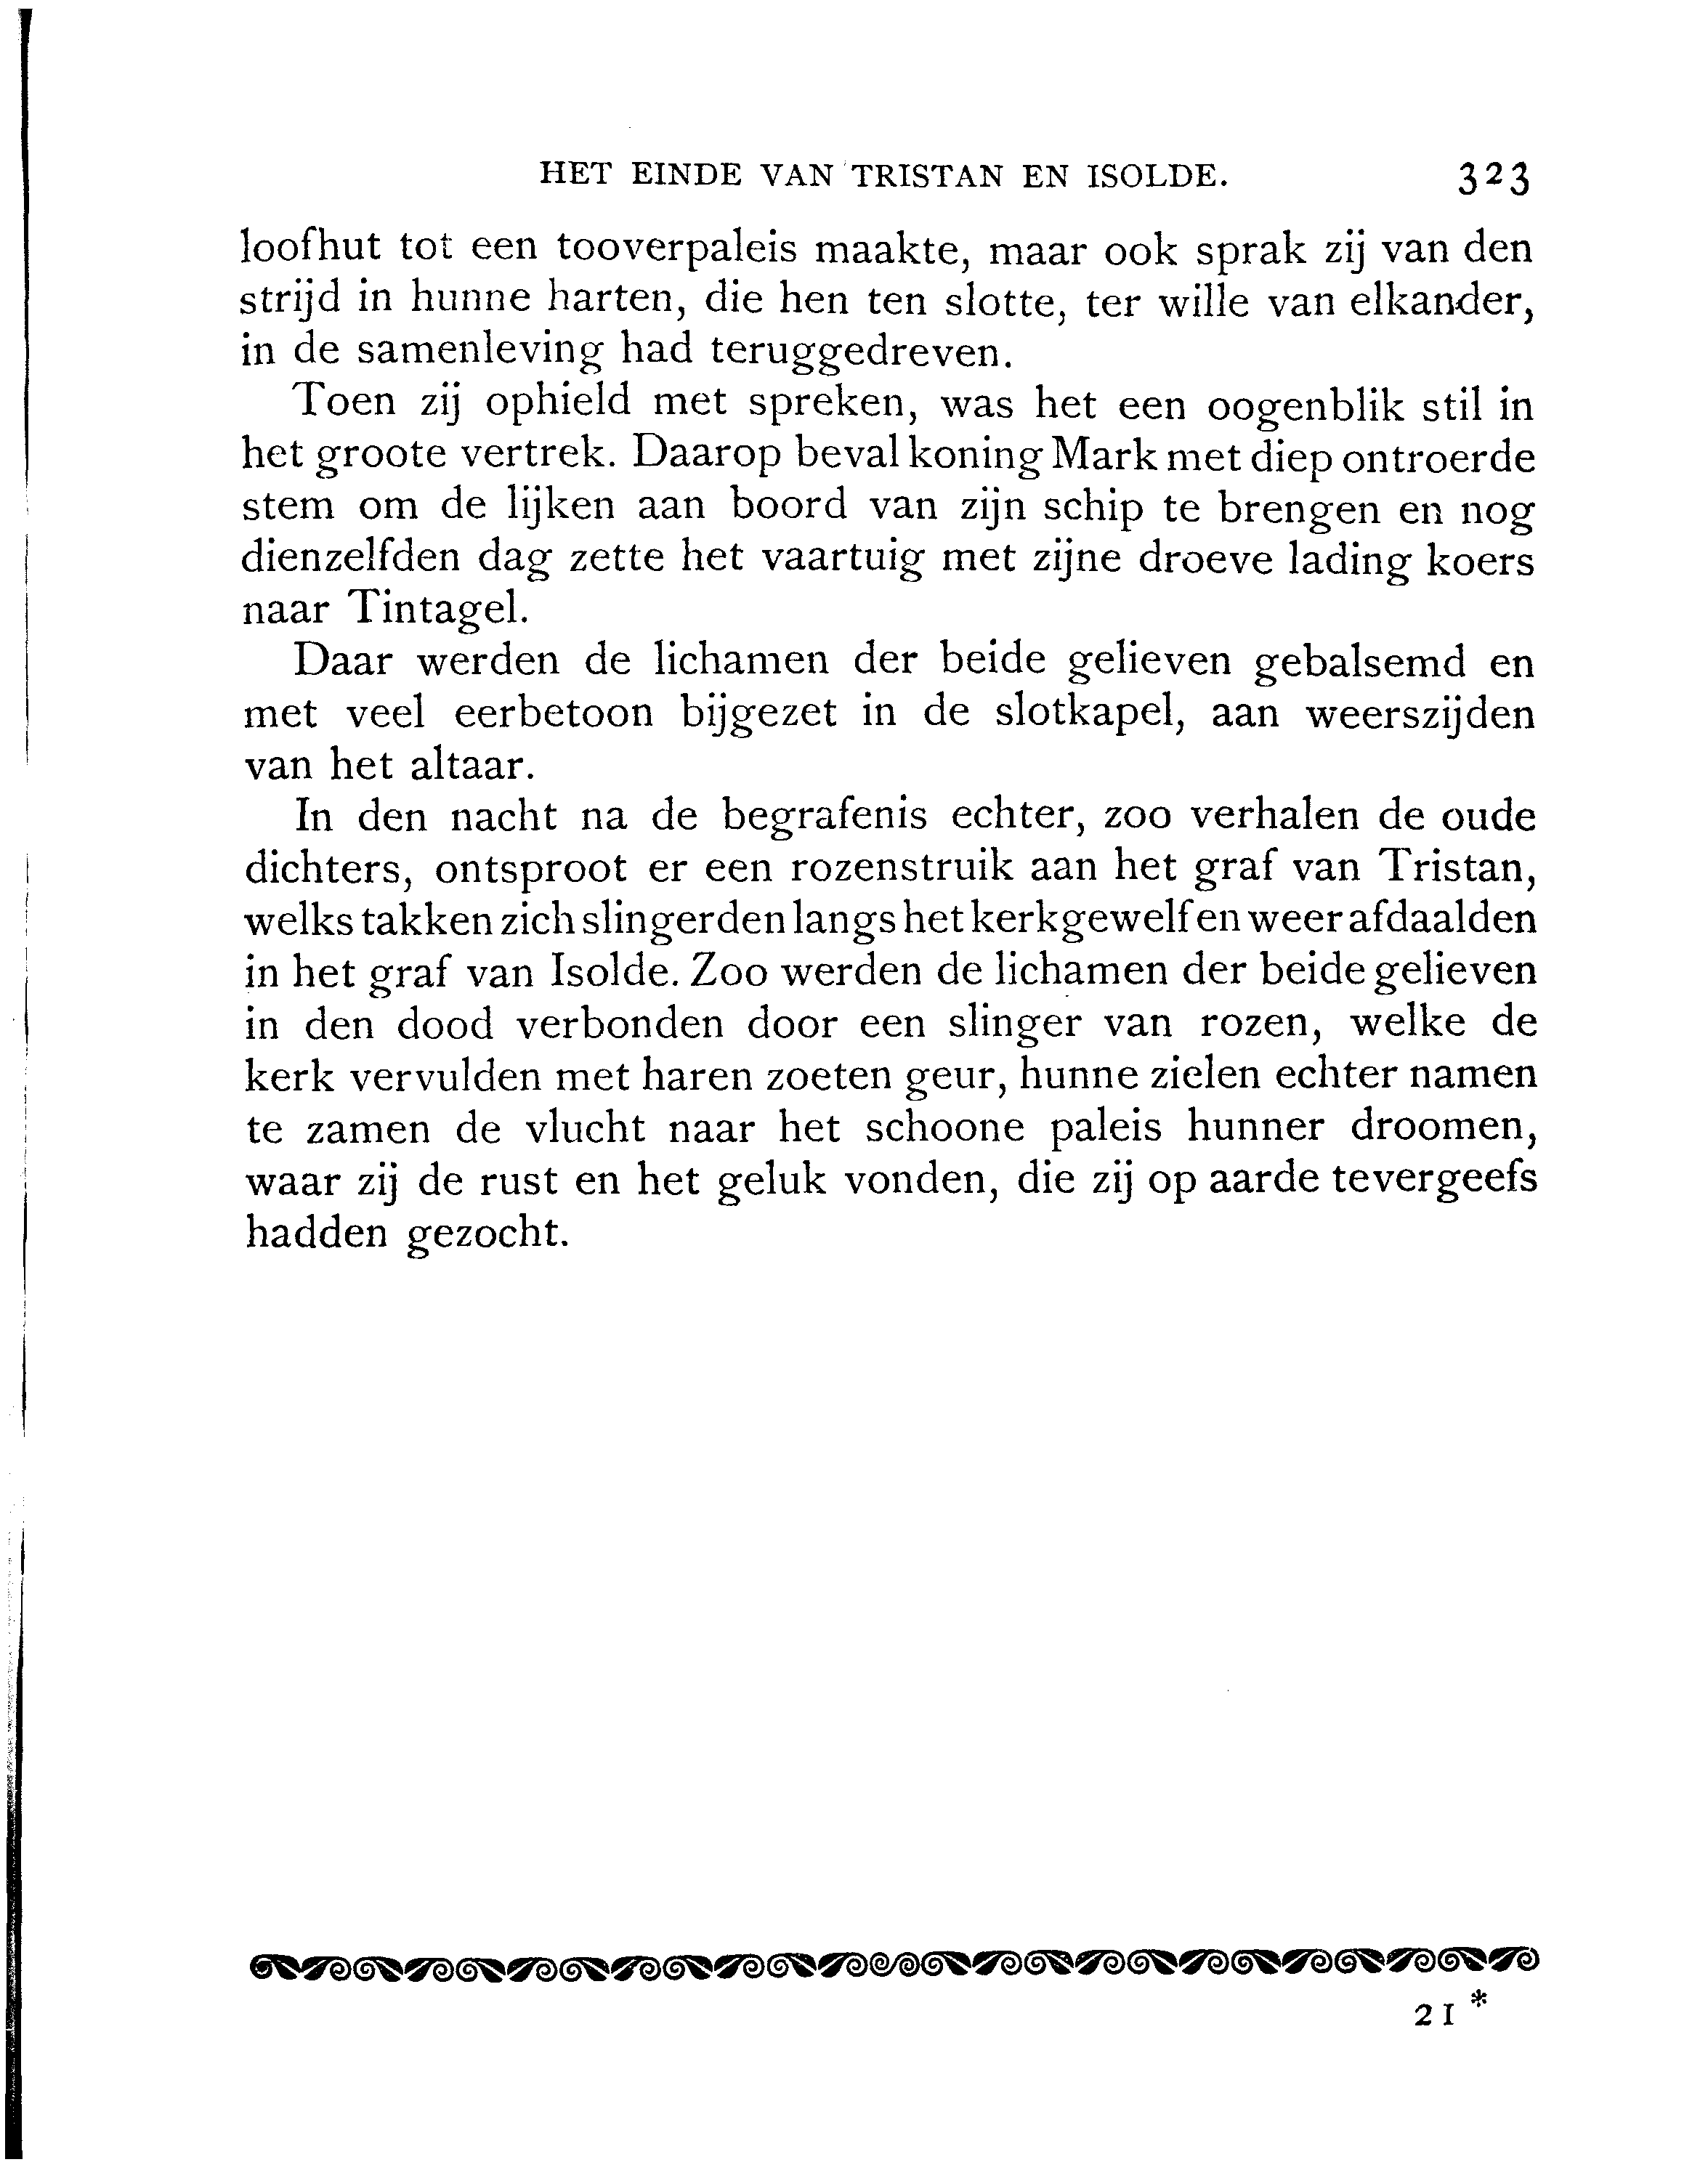 HET EINDE VAN TRISTAN EN ISOLDE. 323
loofhut tot een tooverpaleis maakte, maar ook sprak zij van den
strijd in hunne harten, die hen ten slotte, ter wille van elkander,
in de samenleving had teruggedreven.
Toen zij ophield met spreken, was het een oogenblik stil in
het groote vertrek. Daarop beval koning Mark met diep ontroerde
stem om de lijken aan boord van zijn schip te brengen en nog
dienzelfden dag zette het vaartuig met zijne droeve lading koers
naar Tintagel.
Daar werden de lichamen der beide gelieven gebalsemd en
met veel eerbetoon bijgezet in de slotkapel, aan weerszijden
van het altaar.
In den nacht na de begrafenis echter, zoo verhalen de oude
dichters, ontsproot er een rozenstruik aan het graf van Tristan,
welks takken zich slingerden langs het kerkgewelf en weer afdaalden
in het graf van Isolde. Zoo werden de lichamen der beide gelieven
in den dood verbonden door een slinger van rozen, welke de
kerk vervulden met haren zoeten geur, hunne zielen echter namen
te zamen de vlucht naar het schoone paleis hunner droomen,
waar zij de rust en het geluk vonden, die zij op aarde tevergeefs
hadden gezocht.
21*